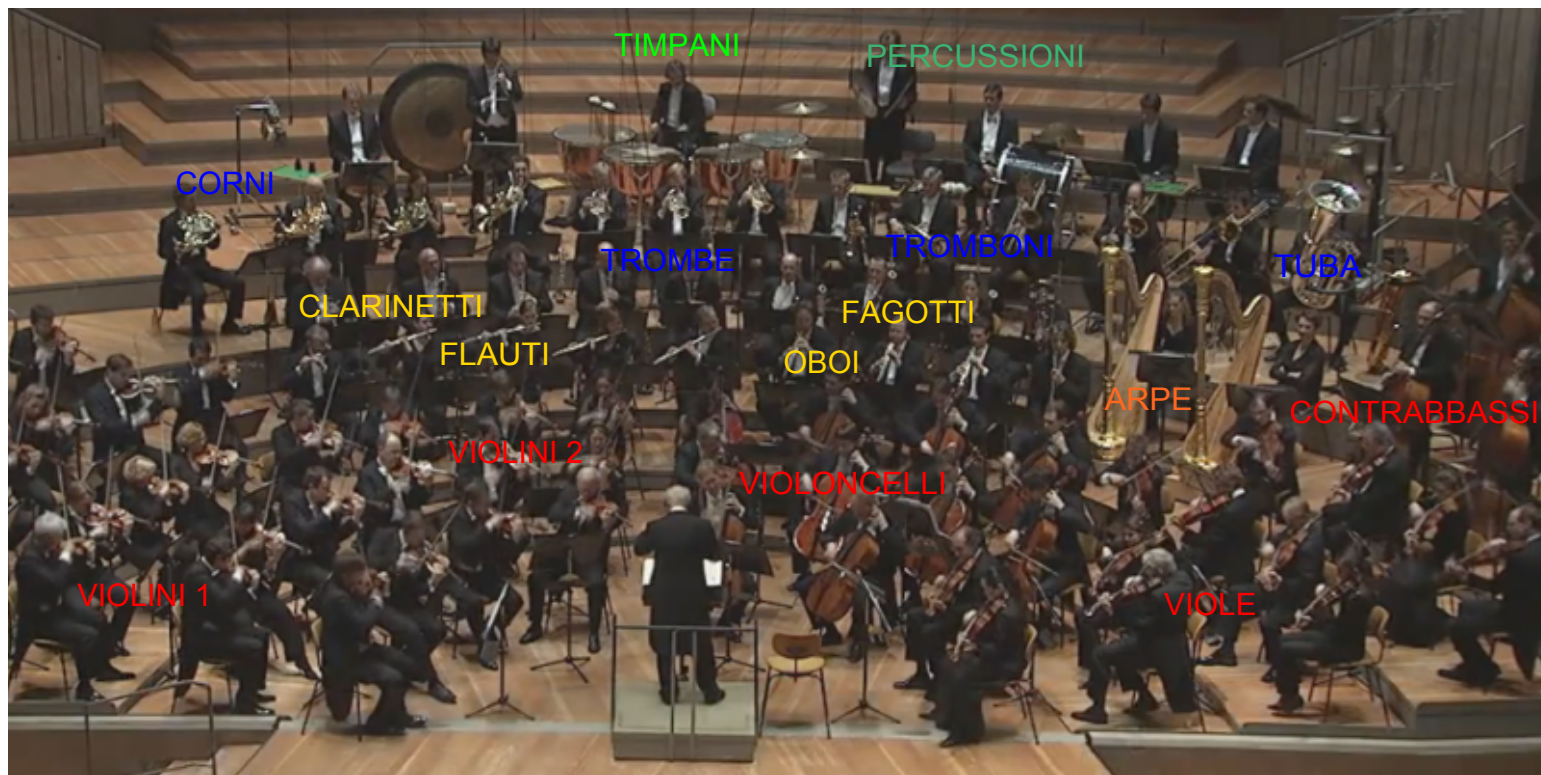 TIMPANI
PERCUSSIONI
CORNI
TROMBE
TROMBONI
TUBA
CLARINETTI
FAGOTTI
FLAUTI
OBOI
ARPE
CONTRABBASSI
VIOLINI 2
VIOLONCELLI
VIOLINI 1
VIOLE